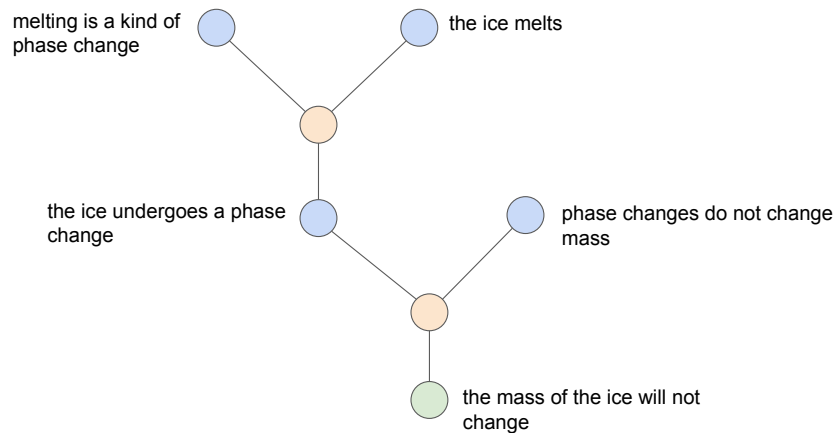 melting is a kind of
phase change
the ice melts
the ice undergoes a phase
change
phase changes do not change
mass
the mass of the ice will not
change